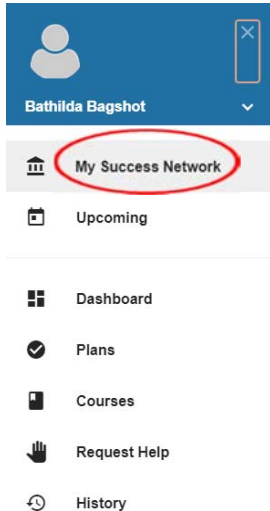 Bathilda Bagshot
My Success Network
Upcoming
Dashboard
Plans
Courses
Request Help
History